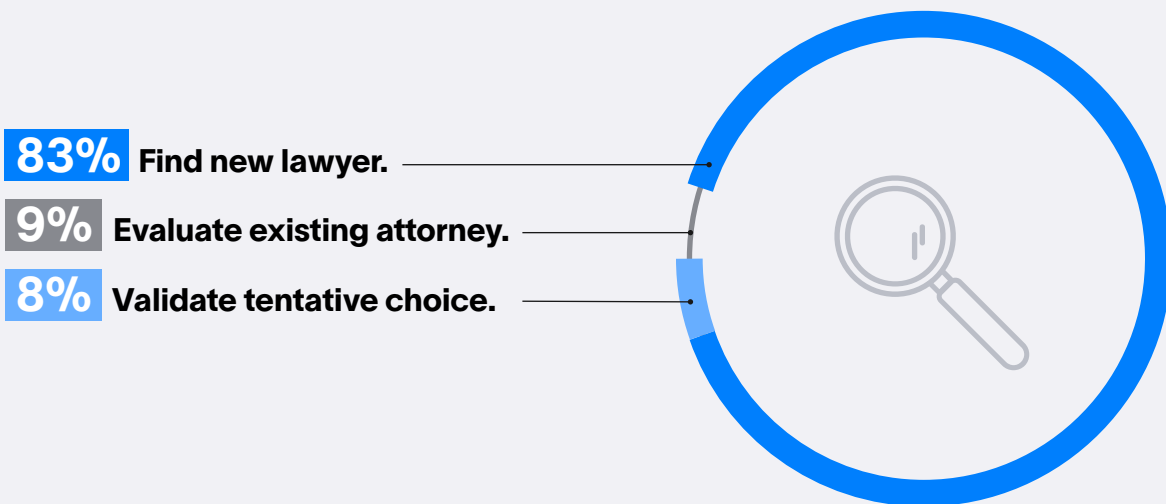 83% Find new lawyer.
9% Evaluate existing attorney.
8% Validate tentative choice.